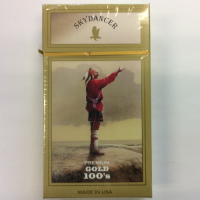 SKYDANCER
PREMIUM
GOLD
100's
MADE IN USA